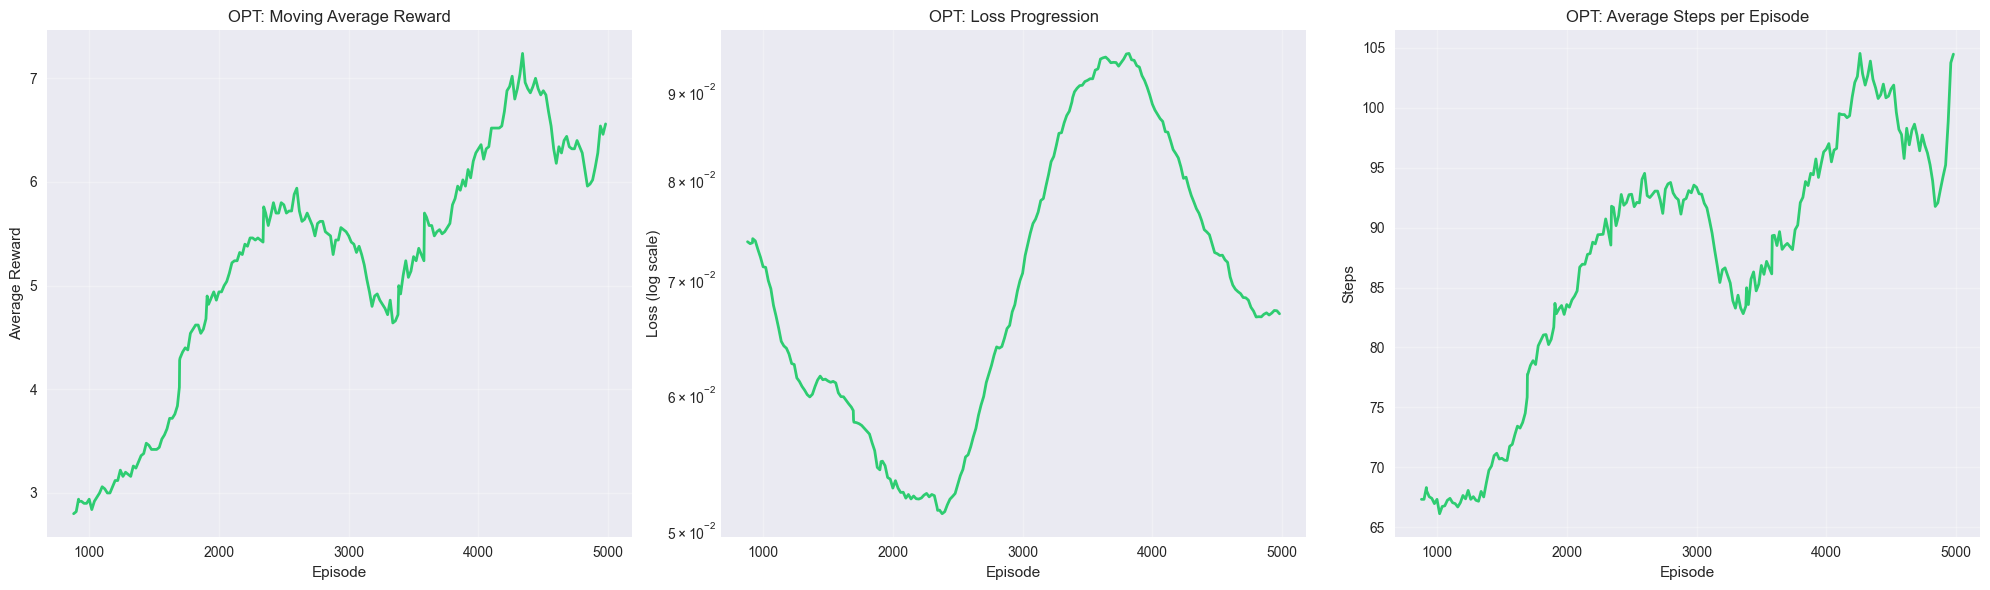 OPT: Moving Average Reward
Average Reward
7
6
5
4
3
1000 2000 3000 4000 5000
Episode
OPT: Loss Progression
Loss (log scale)
9 × 10⁻²
8 × 10⁻²
7 × 10⁻²
6 × 10⁻²
5 × 10⁻²
1000 2000 3000 4000 5000
Episode
OPT: Average Steps per Episode
Steps
105
100
95
90
85
80
75
70
65
1000 2000 3000 4000 5000
Episode